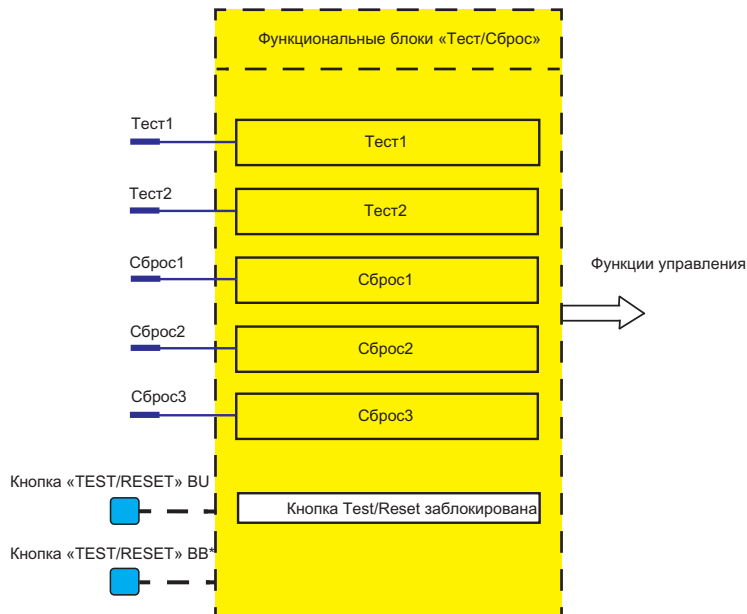 Функциональные блоки «Тест/Сброс»
Тест1
Тест1
Тест2
Тест2
Сброс1
Сброс1
Функции управления
Сброс2
Сброс2
Сброс3
Сброс3
Кнопка «TEST/RESET» BU
Кнопка Test/Reset заблокирована
Кнопка «TEST/RESET» BB*